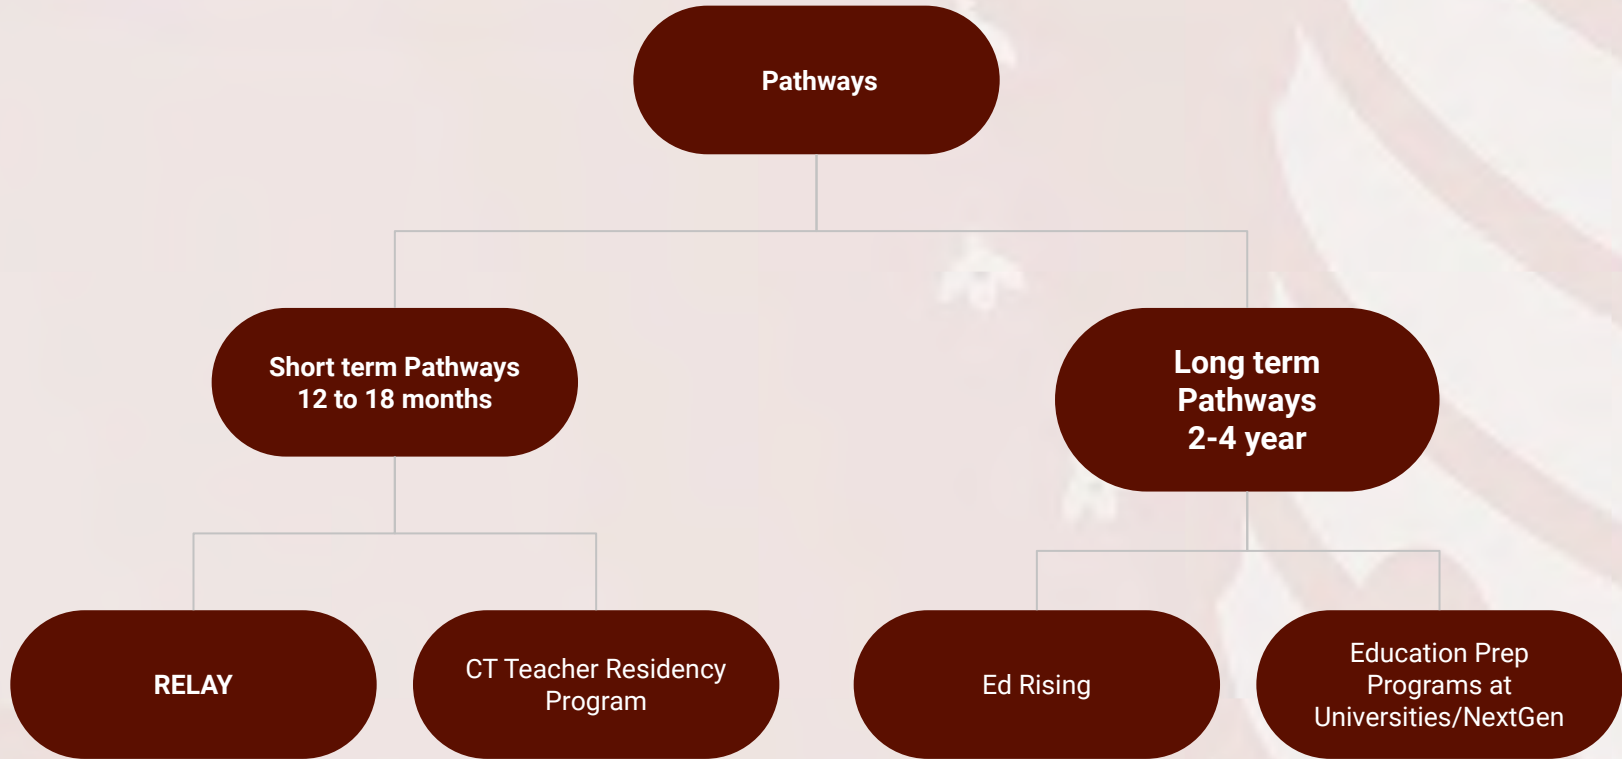 Pathways
Short term Pathways
12 to 18 months
Long term
Pathways
2-4 year
RELAY
CT Teacher Residency
Program
Ed Rising
Education Prep
Programs at
Universities/NextGen